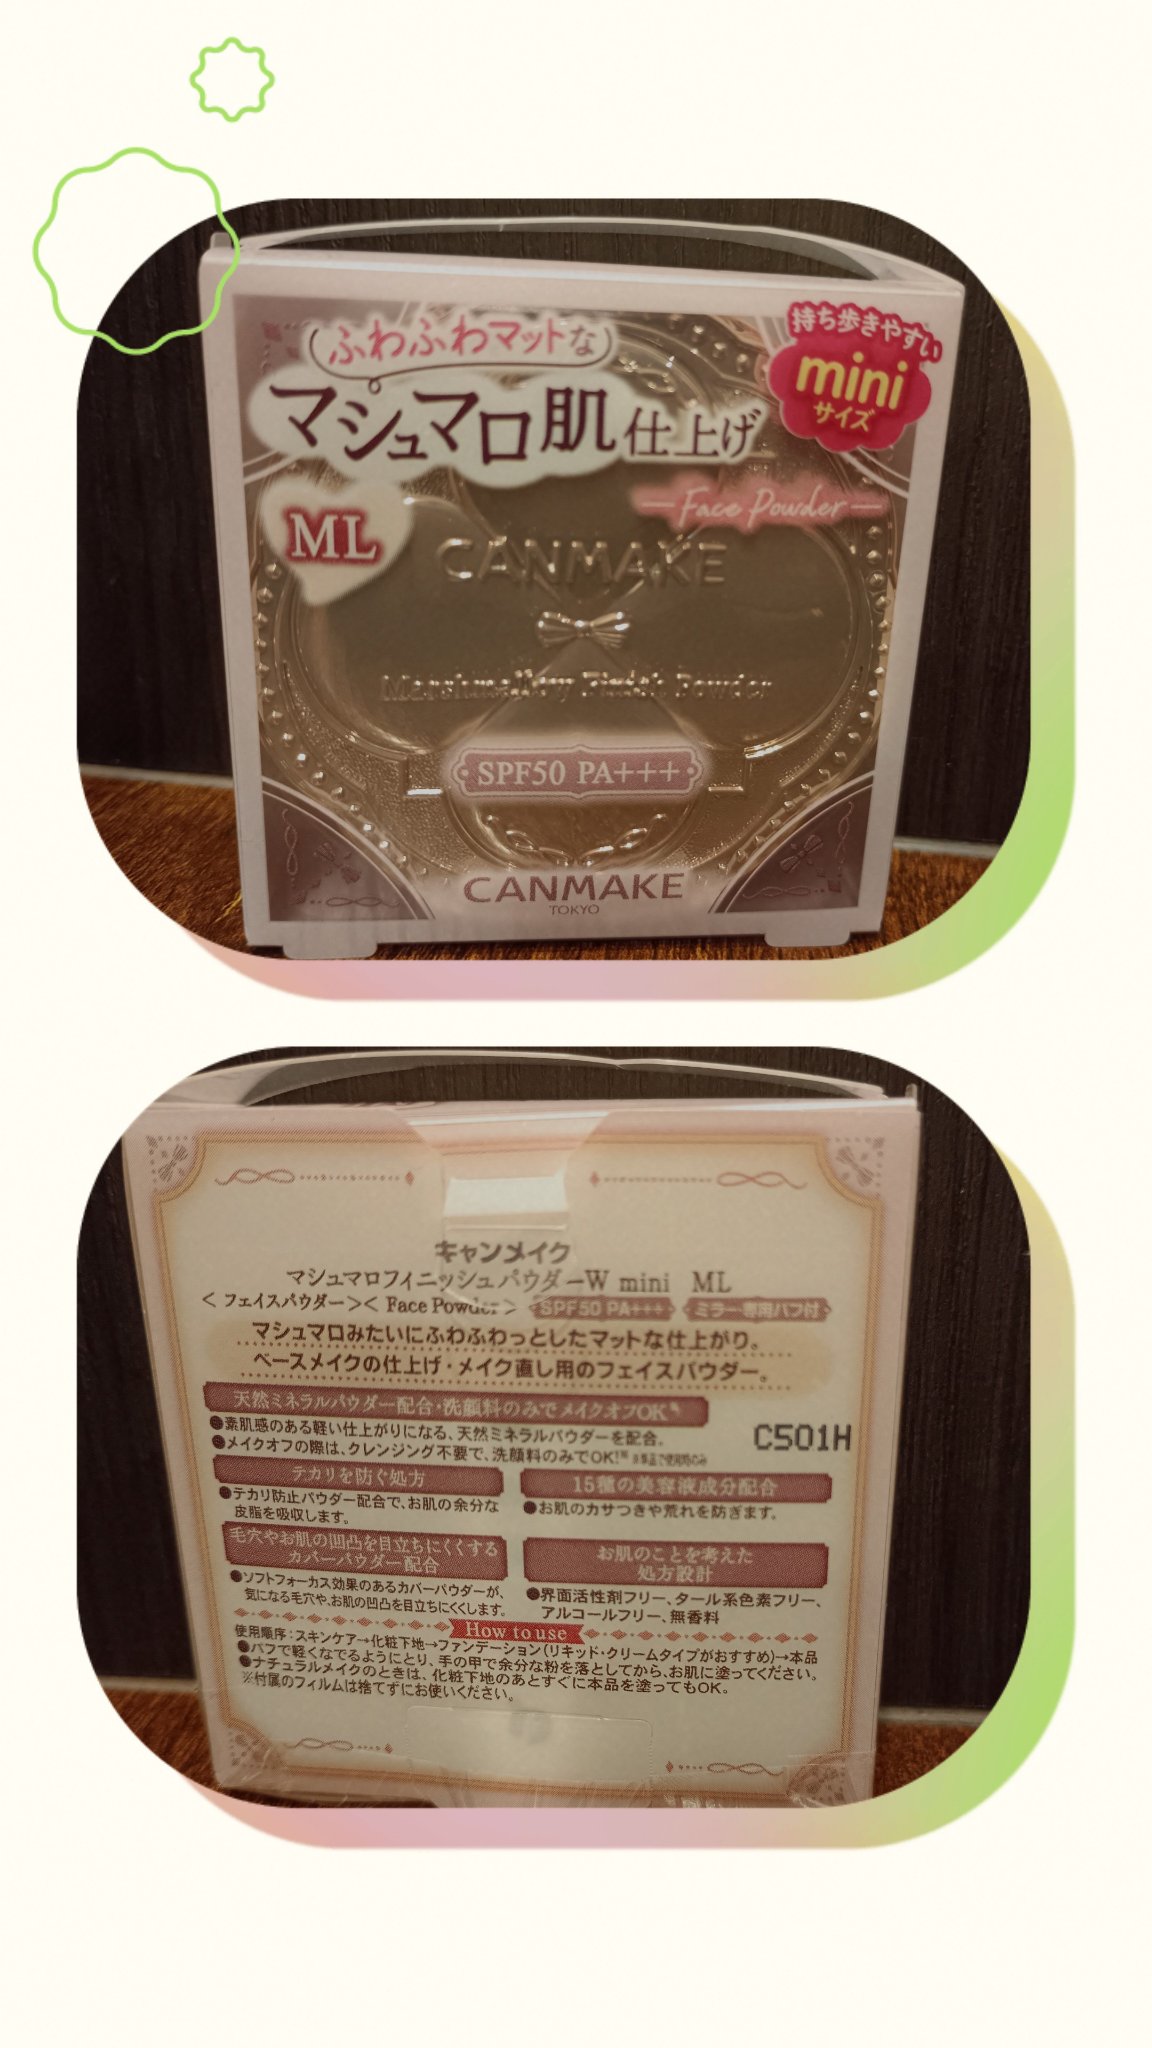 ふわふわマットな
持ち歩きやすい
mini
サイズ
マシュマロ肌仕上げ
Face Powder
ML
CANMAKE
Marshmallow Finish Powder
SPF50 PA+++
CANMAKE
TOKYO
キャンメイク
マシュマロフィニッシュパウダーW mini ML
<フェイスパウダー>< Face Powder > SPF50 PA+++ ミラー・専用パフ付
マシュマロみたいにふわふわっとしたマットな仕上がり。
ベースメイクの仕上げ・メイク直し用のフェイスパウダー。
天然ミネラルパウダー配合・洗顔料のみでメイクオフOK※
●素肌感のある軽い仕上がりになる、天然ミネラルパウダーを配合。
●メイクオフの際は、クレンジング不要で、洗顔料のみでOK!※ ※本品ご使用時のみ
C501H
テカリを防ぐ処方
●テカリ防止パウダー配合で、お肌の余分な
皮脂を吸収します。
15種の美容液成分配合
●お肌のカサつきや荒れを防ぎます。
毛穴やお肌の凹凸を目立ちにくくする
カバーパウダー配合
●ソフトフォーカス効果のあるカバーパウダーが、
気になる毛穴や、お肌の凹凸を目立ちにくくします。
お肌のことを考えた
処方設計
●界面活性剤フリー、タール系色素フリー、
アルコールフリー、無香料
How to use
使用順序:スキンケア→化粧下地→ファンデーション(リキッド・クリームタイプがおすすめ)→本品
●パフで軽くなでるようにとり、手の甲で余分な粉を落としてから、お肌に塗ってください。
●ナチュラルメイクのときは、化粧下地のあとすぐに本品を塗ってもOK。
※付属のフィルムは捨てずにお使いください。